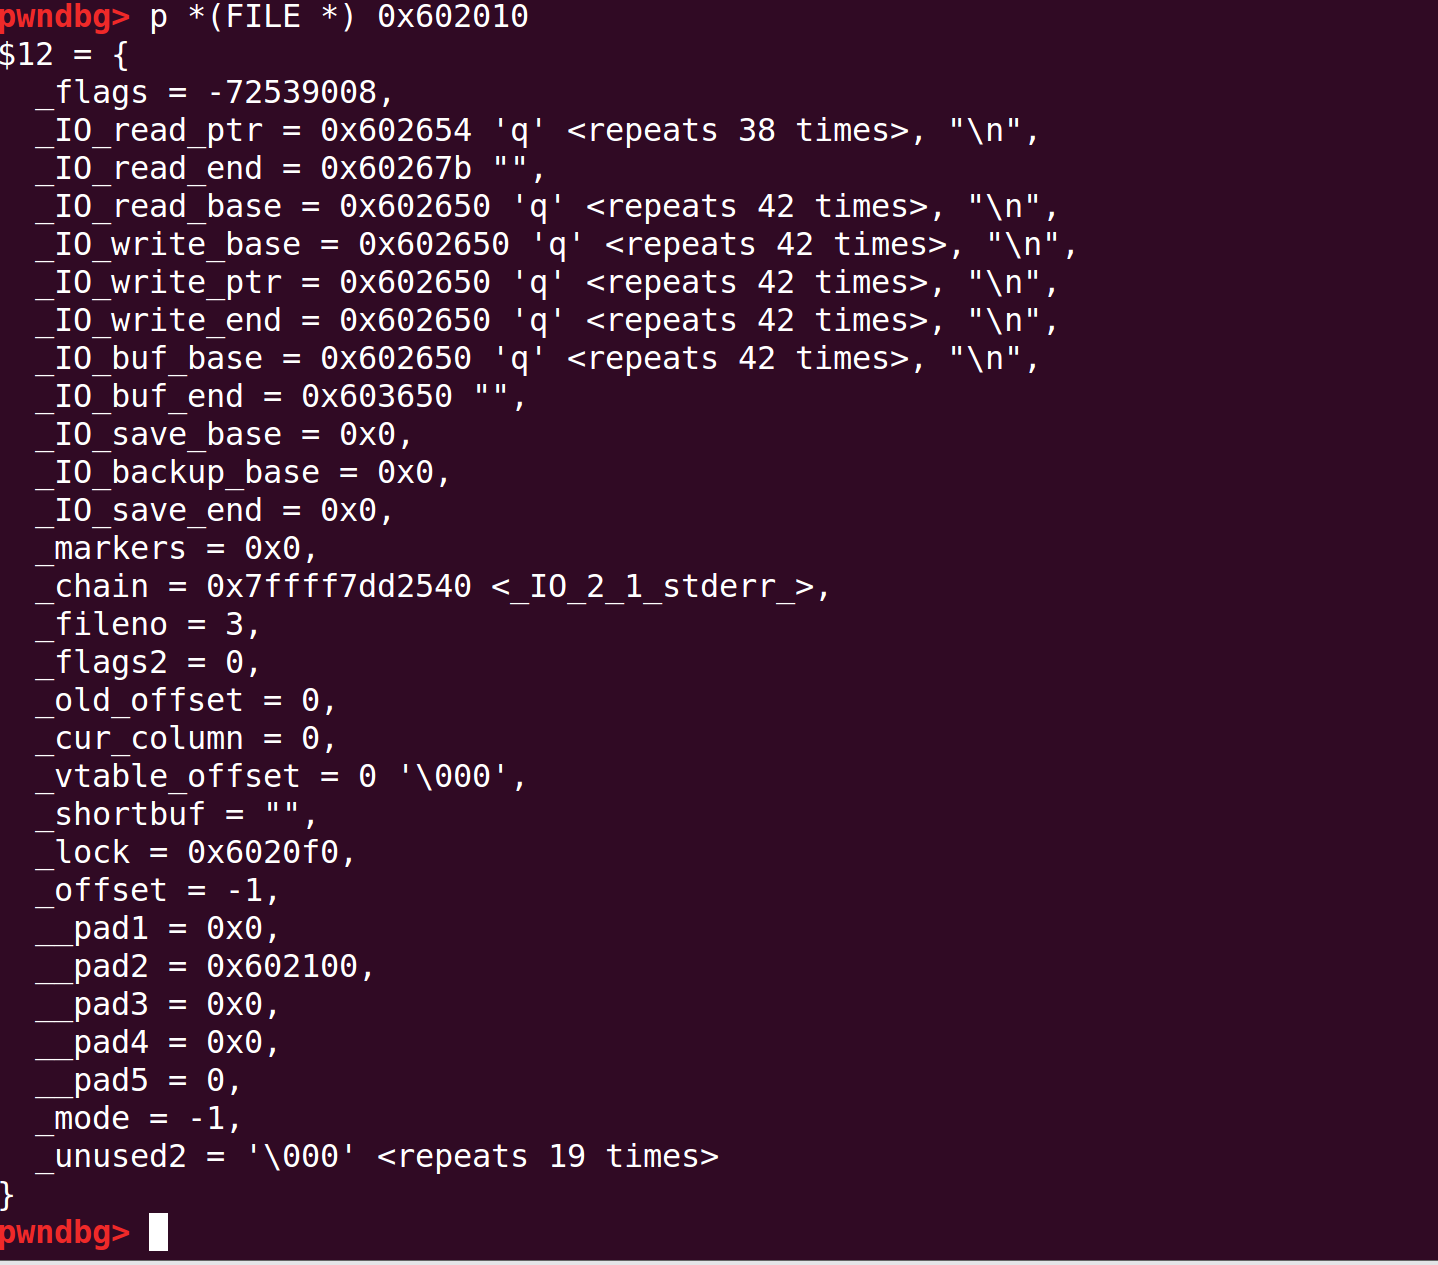 pwndbg> p *(FILE *) 0x602010
$12 = {
  _flags = -72539008,
  _IO_read_ptr = 0x602654 'q' <repeats 38 times>, "\n",
  _IO_read_end = 0x60267b "",
  _IO_read_base = 0x602650 'q' <repeats 42 times>, "\n",
  _IO_write_base = 0x602650 'q' <repeats 42 times>, "\n",
  _IO_write_ptr = 0x602650 'q' <repeats 42 times>, "\n",
  _IO_write_end = 0x602650 'q' <repeats 42 times>, "\n",
  _IO_buf_base = 0x602650 'q' <repeats 42 times>, "\n",
  _IO_buf_end = 0x603650 "",
  _IO_save_base = 0x0,
  _IO_backup_base = 0x0,
  _IO_save_end = 0x0,
  _markers = 0x0,
  _chain = 0x7ffff7dd2540 <_IO_2_1_stderr_>,
  _fileno = 3,
  _flags2 = 0,
  _old_offset = 0,
  _cur_column = 0,
  _vtable_offset = 0 '\000',
  _shortbuf = "",
  _lock = 0x6020f0,
  _offset = -1,
  __pad1 = 0x0,
  __pad2 = 0x602100,
  __pad3 = 0x0,
  __pad4 = 0x0,
  __pad5 = 0,
  _mode = -1,
  _unused2 = '\000' <repeats 19 times>
}
pwndbg>